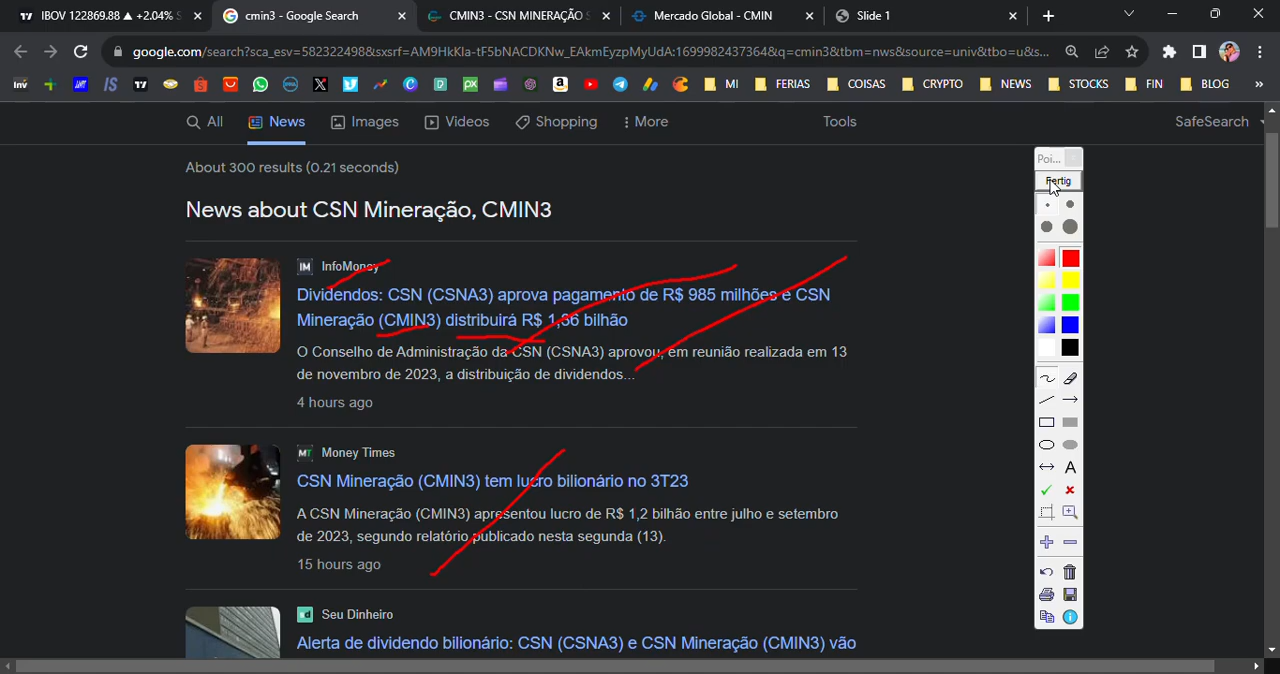 IBOV 122869.88 ▲ +2.04%
cmin3 - Google Search
CMIN3 - CSN MINERAÇÃO
Mercado Global - CMIN
Slide 1
google.com/search?sca_esv=582322498&sxsrf=AM9HkKla-tF5bNACDKNw_EAkmEyzpMyUdA:1699982437364&q=cmin3&tbm=nws&source=univ&tbo=u&s...
Inv
MI
FERIAS
COISAS
CRYPTO
NEWS
STOCKS
FIN
BLOG
»
All
News
Images
Videos
Shopping
More
Tools
SafeSearch
About 300 results (0.21 seconds)
News about CSN Mineração, CMIN3
IM InfoMoney
Dividendos: CSN (CSNA3) aprova pagamento de R$ 985 milhões e CSN
Mineração (CMIN3) distribuirá R$ 1,36 bilhão
O Conselho de Administração da CSN (CSNA3) aprovou, em reunião realizada em 13
de novembro de 2023, a distribuição de dividendos...
4 hours ago
MT Money Times
CSN Mineração (CMIN3) tem lucro bilionário no 3T23
A CSN Mineração (CMIN3) apresentou lucro de R$ 1,2 bilhão entre julho e setembro
de 2023, segundo relatório publicado nesta segunda (13).
15 hours ago
Seu Dinheiro
Alerta de dividendo bilionário: CSN (CSNA3) e CSN Mineração (CMIN3) vão
Poi...
Fertig
A